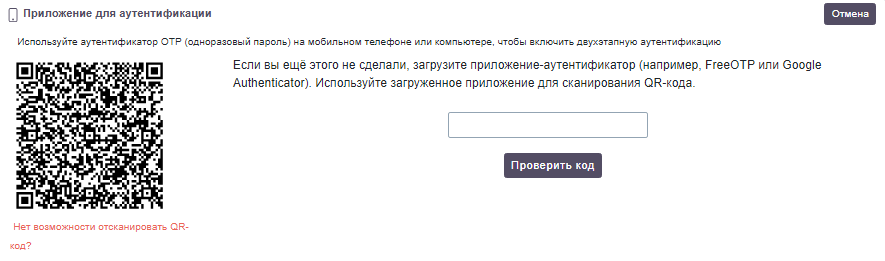 Приложение для аутентификации
Отмена
Используйте аутентификатор OTP (одноразовый пароль) на мобильном телефоне или компьютере, чтобы включить двухэтапную аутентификацию
Если вы ещё этого не сделали, загрузите приложение-аутентификатор (например, FreeOTP или Google
Authenticator). Используйте загруженное приложение для сканирования QR-кода.
Проверить код
Нет возможности отсканировать QR-
код?